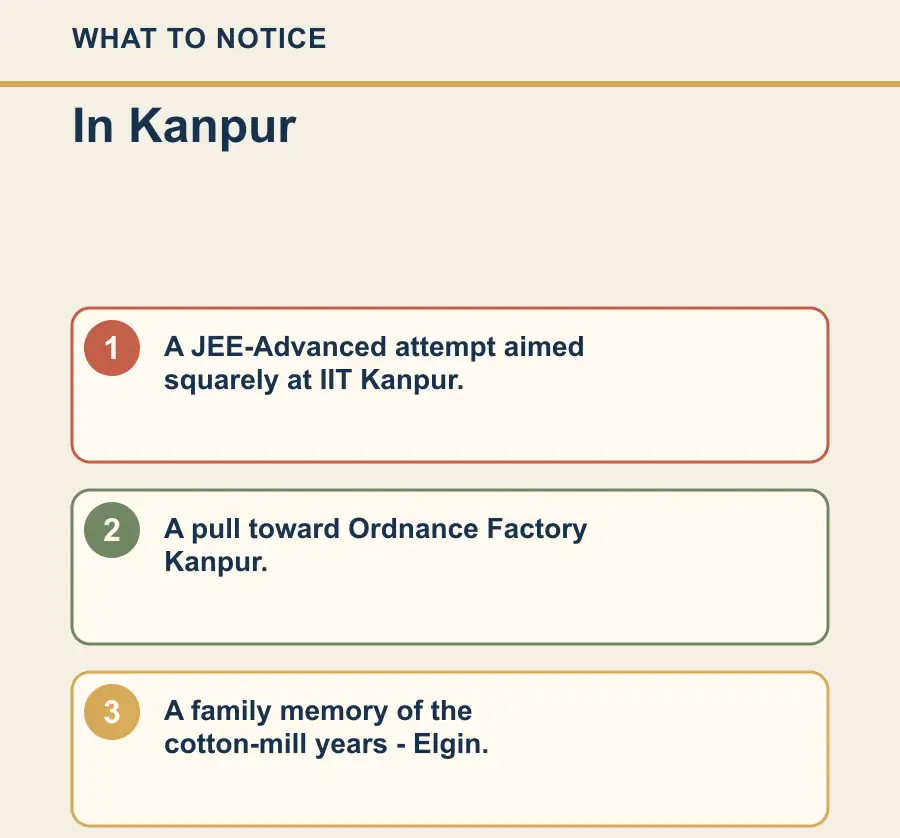 WHAT TO NOTICE
In Kanpur
1
A JEE-Advanced attempt aimed
squarely at IIT Kanpur.
2
A pull toward Ordnance Factory
Kanpur.
3
A family memory of the
cotton-mill years - Elgin.